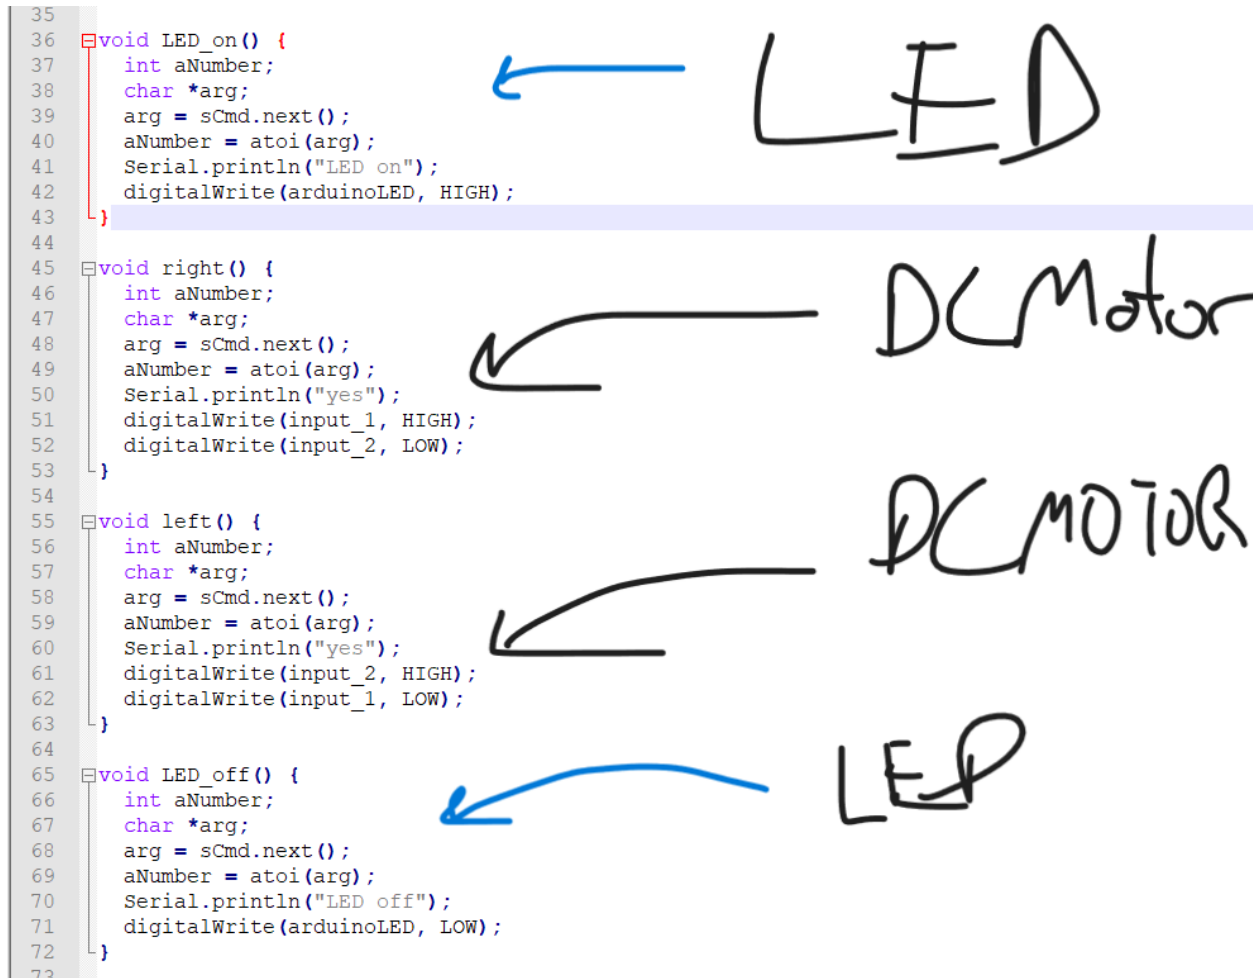 35
36 void LED_on() { LED
37 int aNumber;
38 char *arg;
39 arg = sCmd.next();
40 aNumber = atoi(arg);
41 Serial.println("LED on");
42 digitalWrite(arduinoLED, HIGH);
43 }
44
45 void right() { DC Motor
46 int aNumber;
47 char *arg;
48 arg = sCmd.next();
49 aNumber = atoi(arg);
50 Serial.println("yes");
51 digitalWrite(input_1, HIGH);
52 digitalWrite(input_2, LOW);
53 }
54
55 void left() { DC MOTOR
56 int aNumber;
57 char *arg;
58 arg = sCmd.next();
59 aNumber = atoi(arg);
60 Serial.println("yes");
61 digitalWrite(input_2, HIGH);
62 digitalWrite(input_1, LOW);
63 }
64
65 void LED_off() { LED
66 int aNumber;
67 char *arg;
68 arg = sCmd.next();
69 aNumber = atoi(arg);
70 Serial.println("LED off");
71 digitalWrite(arduinoLED, LOW);
72 }
73